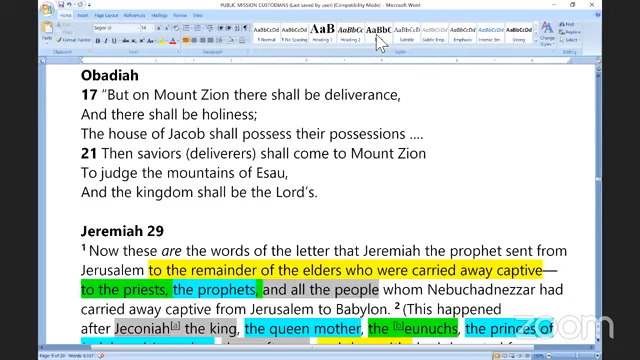 PUBLIC MISSION CUSTODIANS (Last saved by user) [Compatibility Mode] - Microsoft Word
Home Insert Page Layout References Mailings Review View
Obadiah
17 “But on Mount Zion there shall be deliverance,
And there shall be holiness;
The house of Jacob shall possess their possessions ....
21 Then saviors (deliverers) shall come to Mount Zion
To judge the mountains of Esau,
And the kingdom shall be the Lord’s.
Jeremiah 29
1 Now these are the words of the letter that Jeremiah the prophet sent from
Jerusalem to the remainder of the elders who were carried away captive—
to the priests, the prophets, and all the people whom Nebuchadnezzar had
carried away captive from Jerusalem to Babylon. 2 (This happened
after Jeconiah[a] the king, the queen mother, the [b]eunuchs, the princes of
zoom